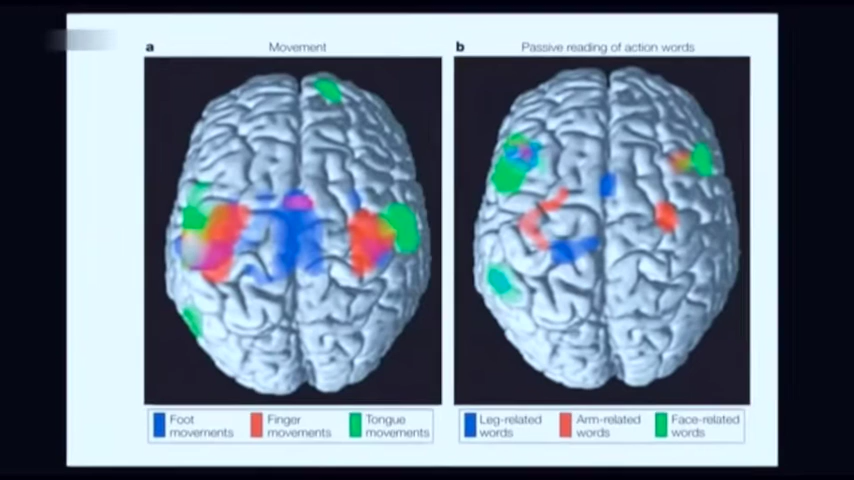 a Movement
b Passive reading of action words
Foot
movements
Finger
movements
Tongue
movements
Leg-related
words
Arm-related
words
Face-related
words